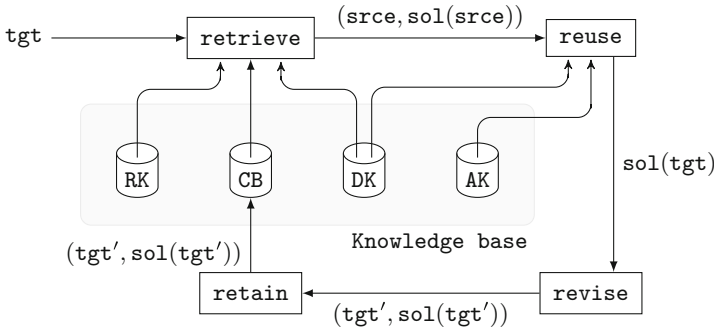 (srce, sol(srce))
tgt
retrieve
reuse
RK
CB
DK
AK
sol(tgt)
Knowledge base
(tgt′, sol(tgt′))
retain
revise
(tgt′, sol(tgt′))